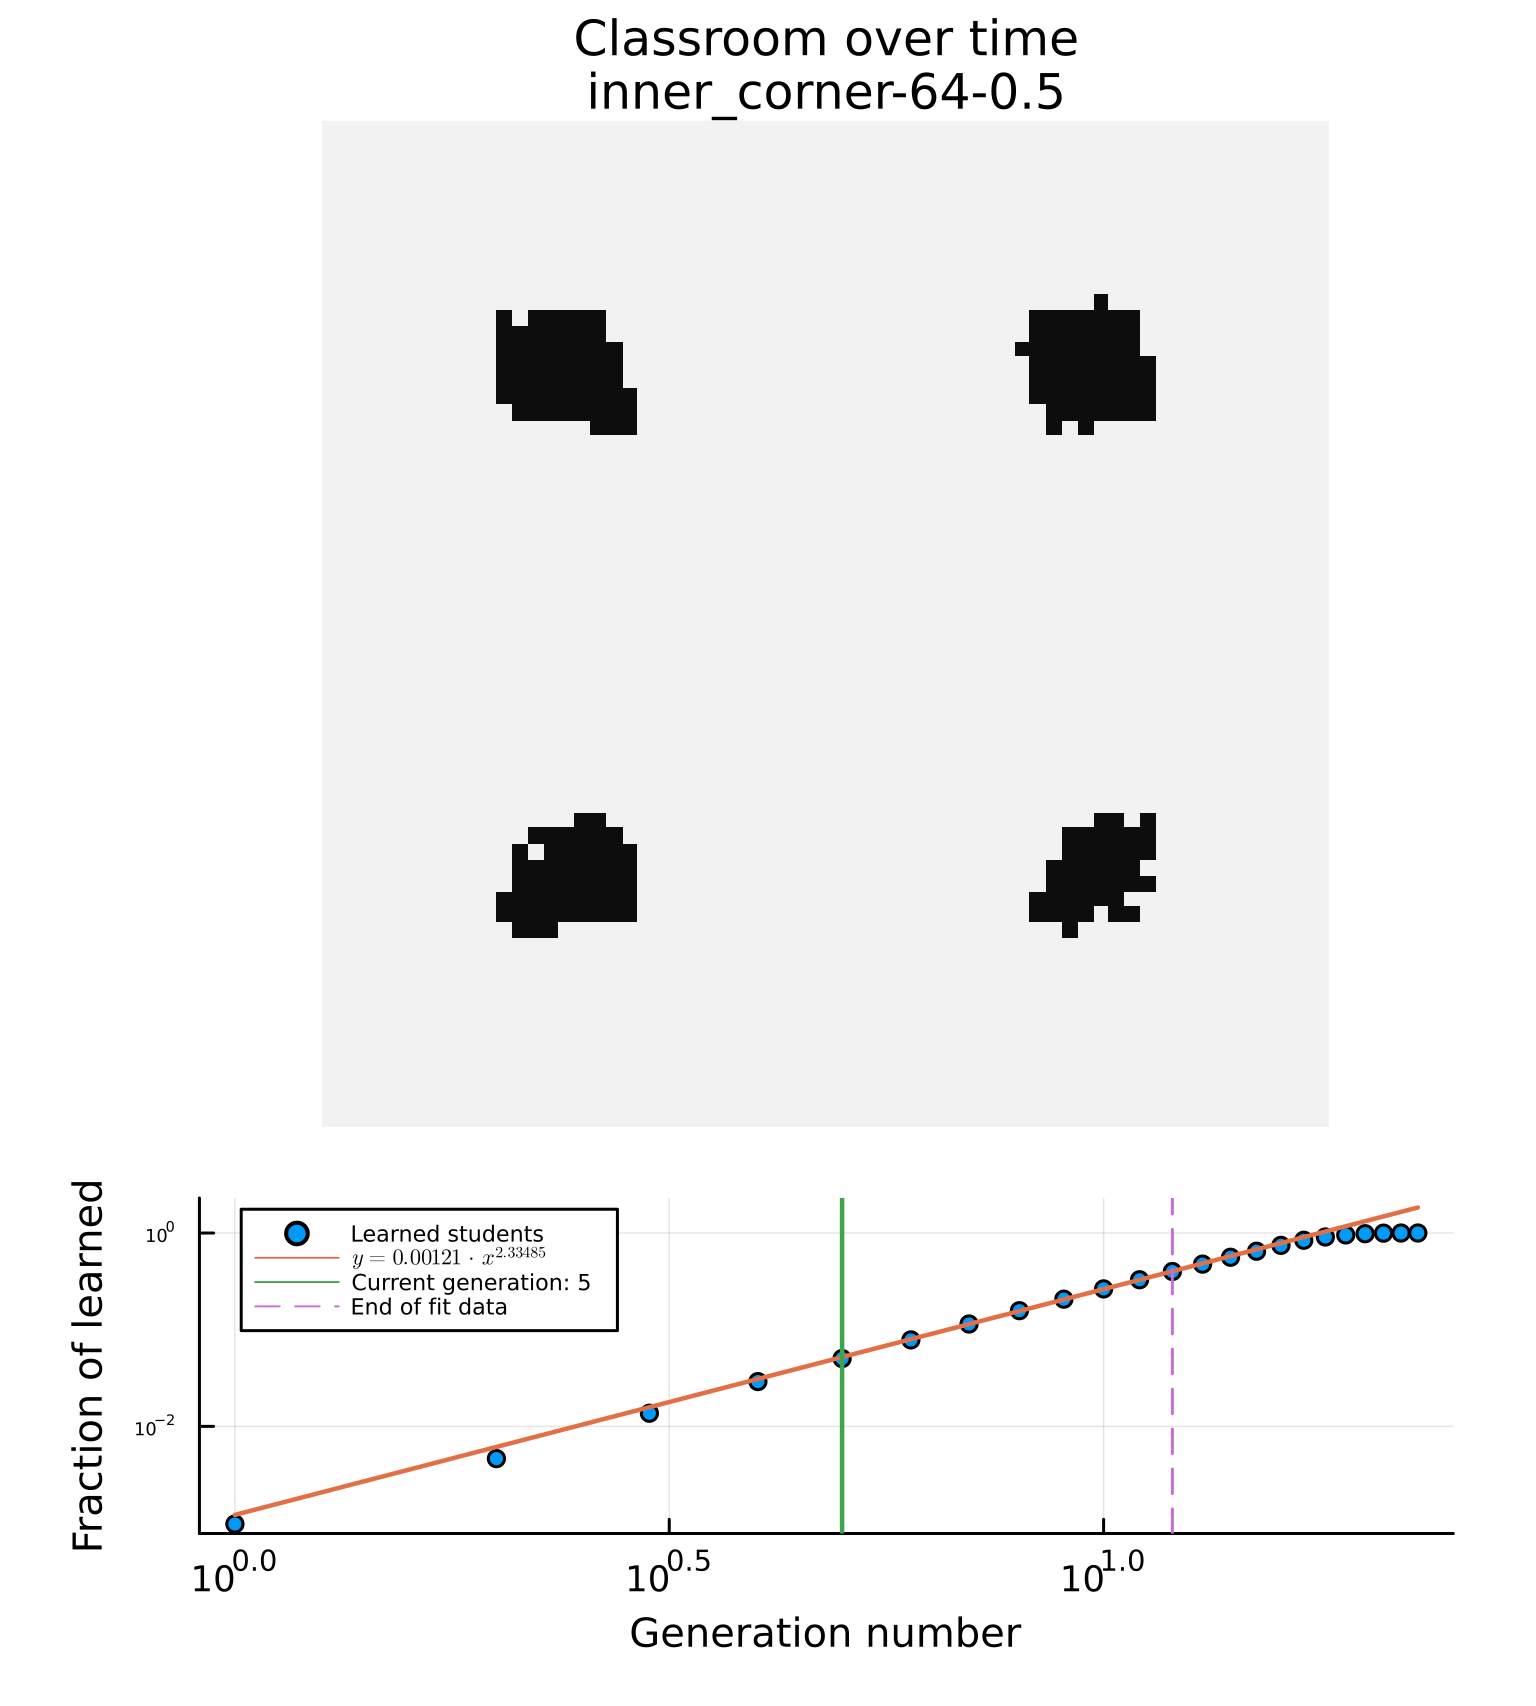 Classroom over time
inner_corner-64-0.5
Fraction of learned
10^0
10^-2
Learned students
y = 0.00121 · x^2.33485
Current generation: 5
End of fit data
10^0.0
10^0.5
10^1.0
Generation number